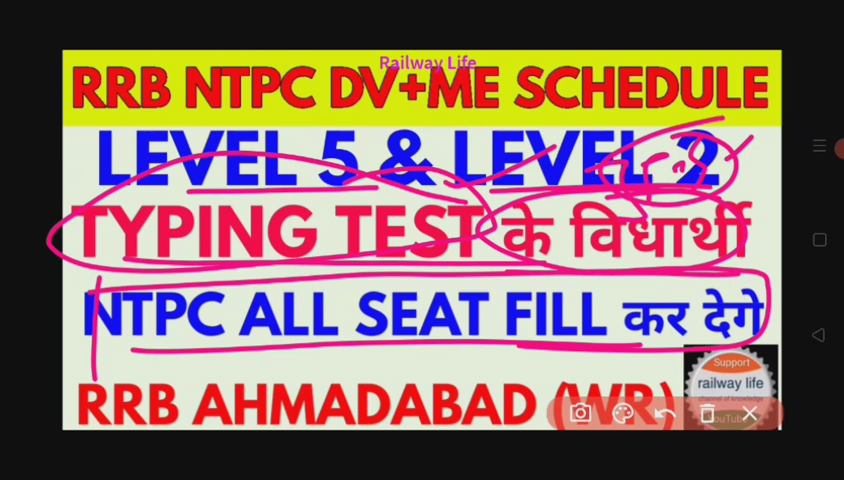 Railway Life
RRB NTPC DV+ME SCHEDULE
LEVEL 5 & LEVEL 2
TYPING TEST के विधार्थी
NTPC ALL SEAT FILL कर देगे
RRB AHMADABAD (WR)
Support
railway life
YouTube